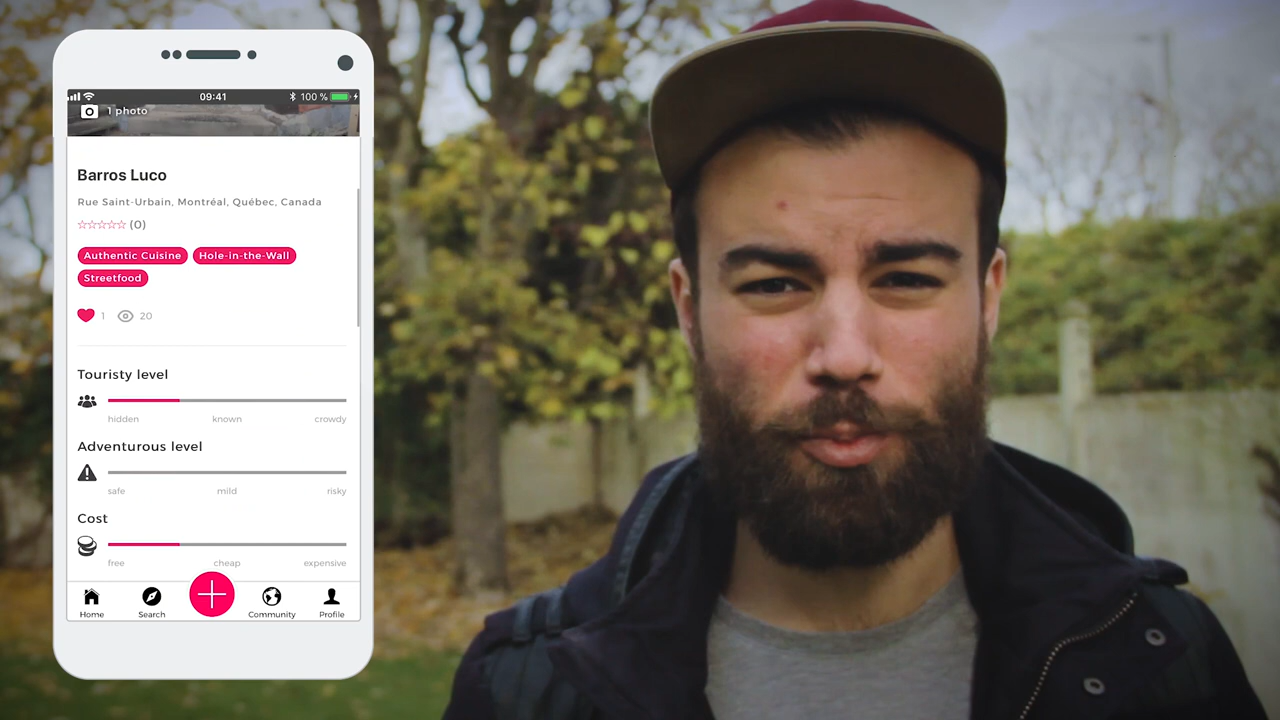 09:41
100 %
1 photo
Barros Luco
Rue Saint-Urbain, Montréal, Québec, Canada
☆☆☆☆☆ (0)
Authentic Cuisine Hole-in-the-Wall
Streetfood
1 20
Touristy level
hidden known crowdy
Adventurous level
safe mild risky
Cost
free cheap expensive
Home Search Community Profile